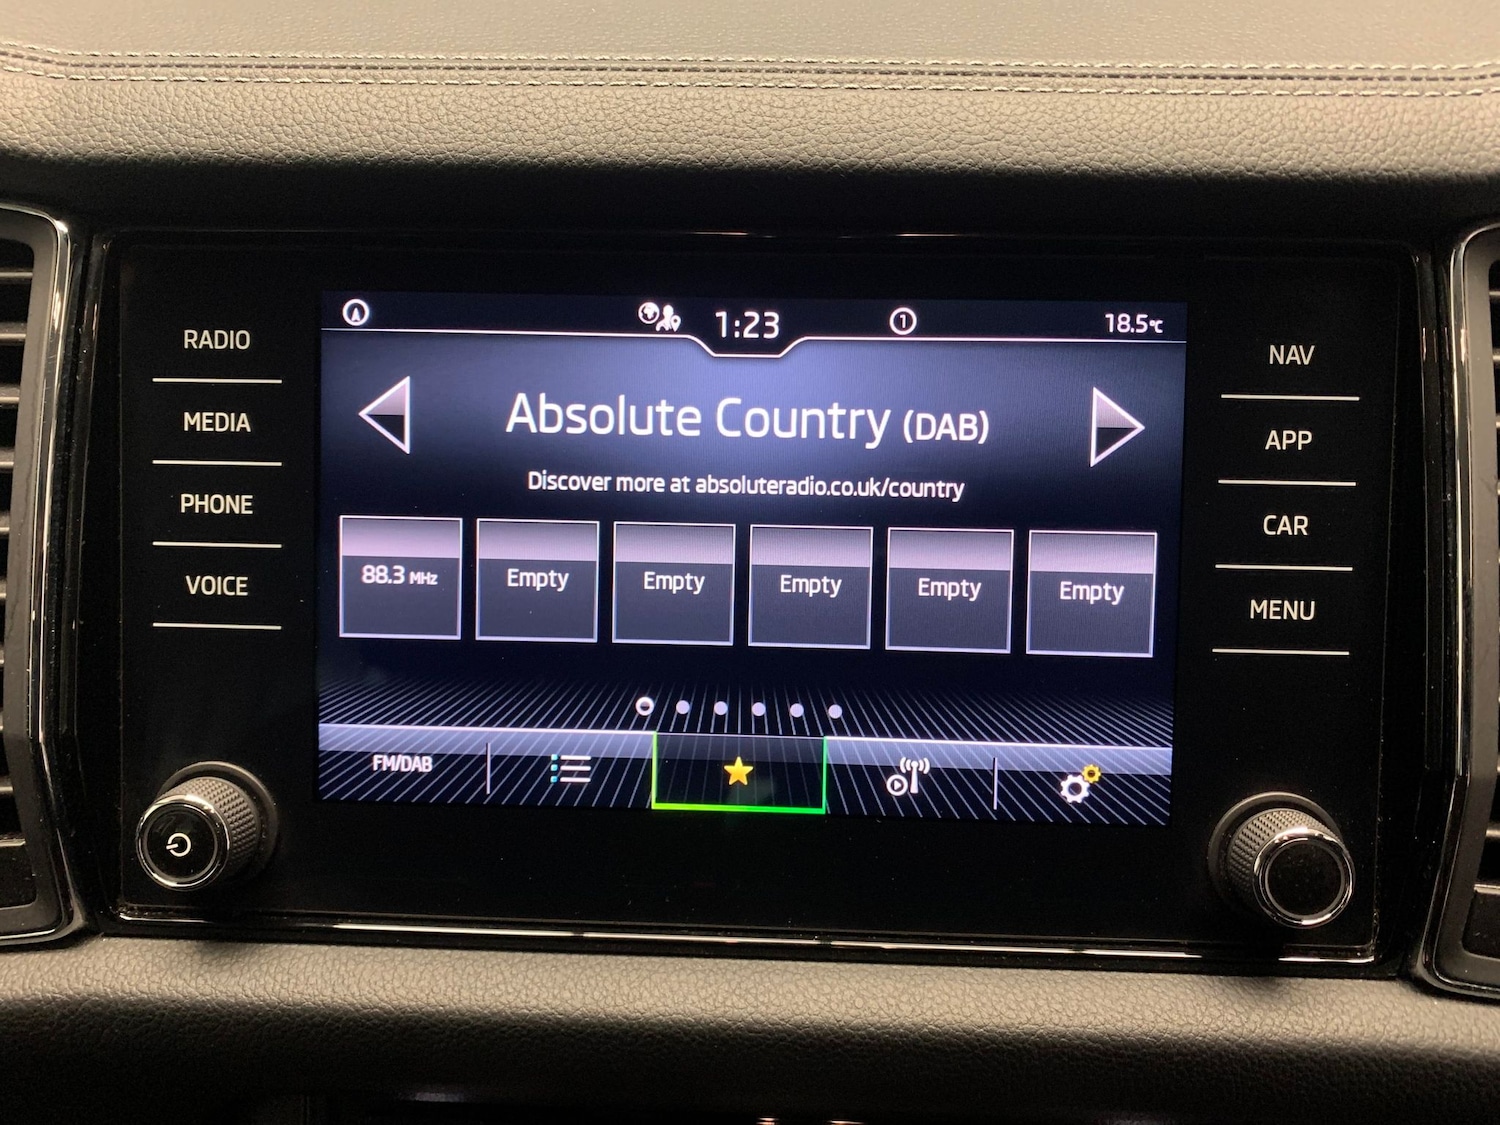 RADIO
MEDIA
PHONE
VOICE
1:23
1
18.5°C
Absolute Country (DAB)
Discover more at absoluteradio.co.uk/country
88.3 MHz
Empty
Empty
Empty
Empty
Empty
FM/DAB
NAV
APP
CAR
MENU